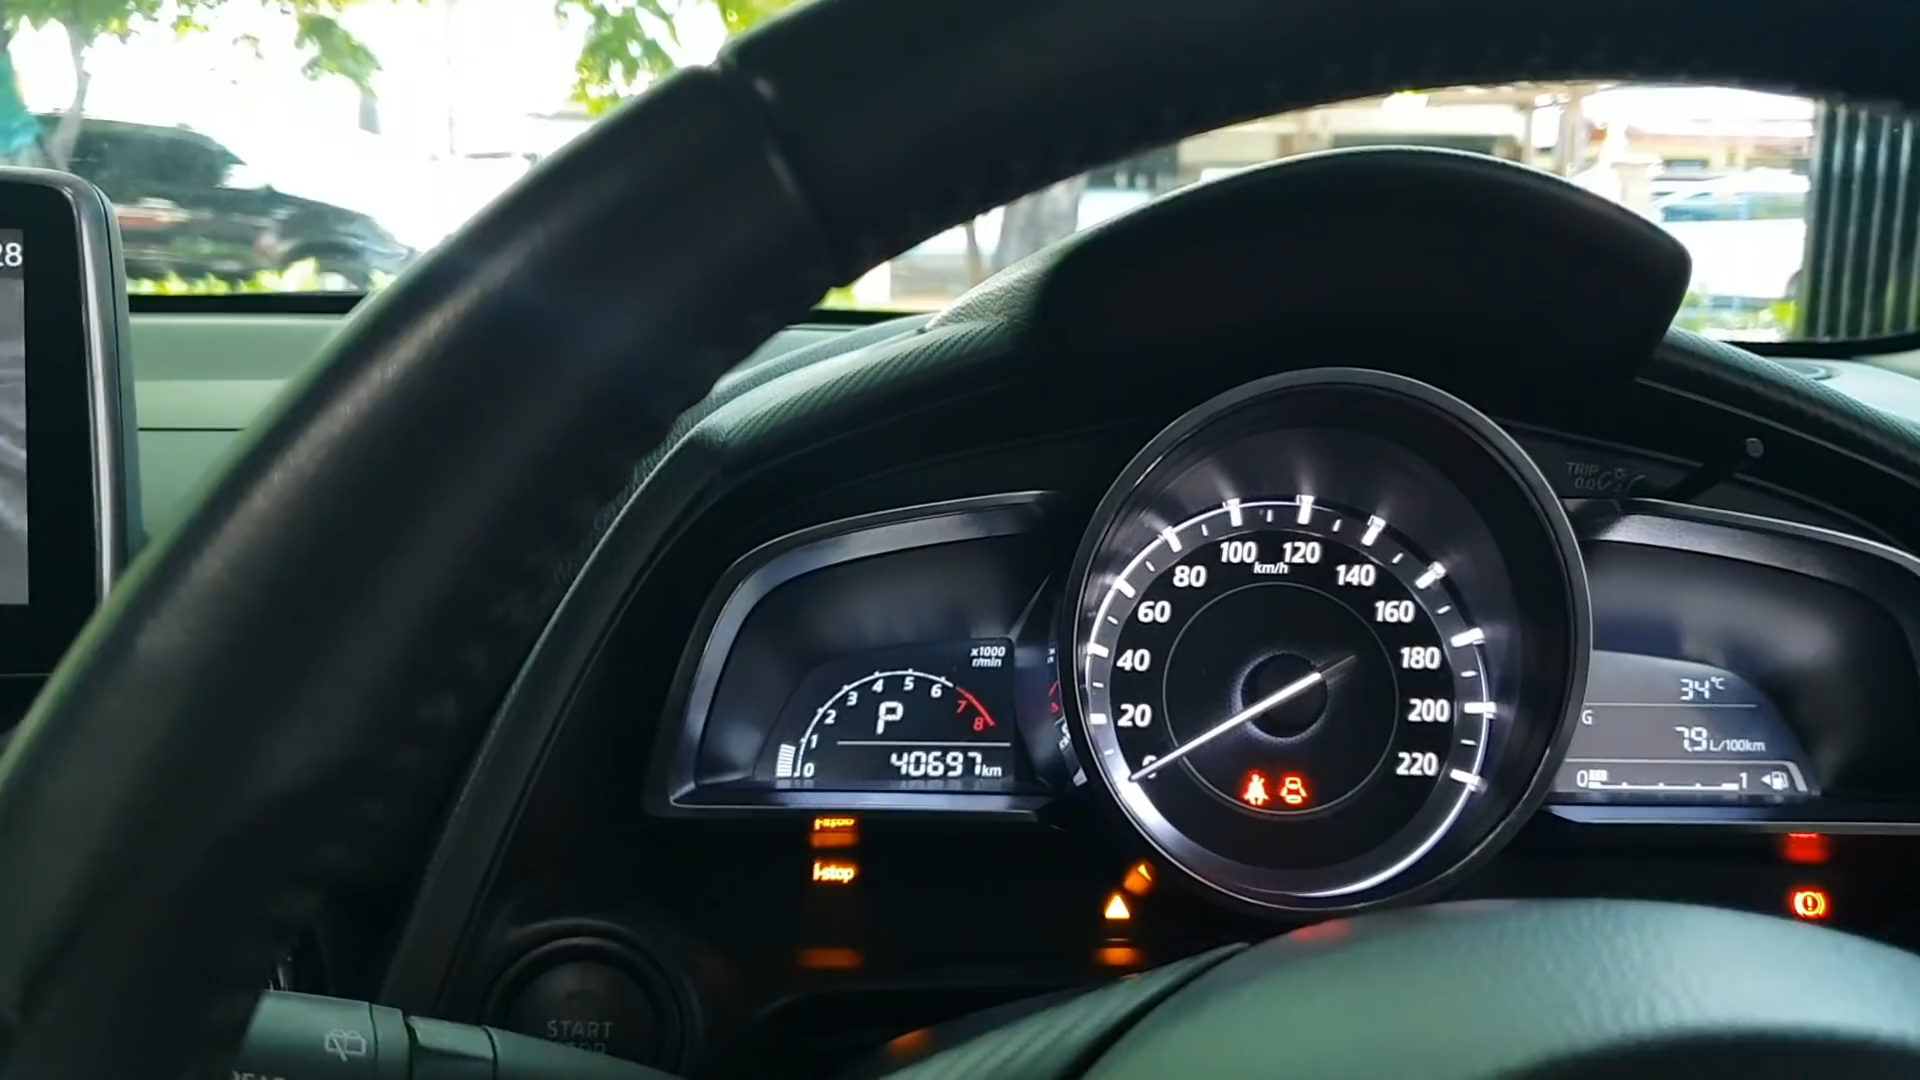 28
x1000
r/min
0 1 2 3 4 5 6 7 8
P
40697km
i-stop
0 20 40 60 80 100 120 140 160 180 200 220
km/h
TRIP
0.0
34℃
G
7.9L/100km
0 1
START